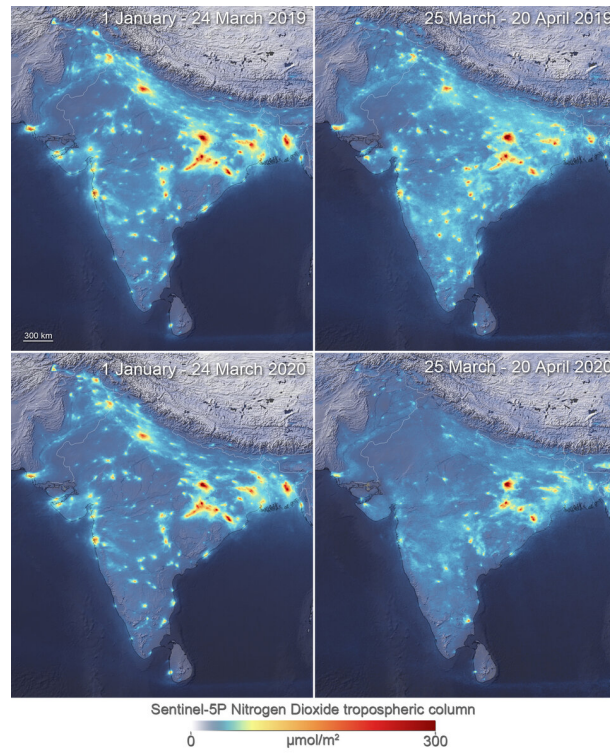 1 January - 24 March 2019
25 March - 20 April 2019
300 km
1 January - 24 March 2020
25 March - 20 April 2020
Sentinel-5P Nitrogen Dioxide tropospheric column
0 µmol/m² 300